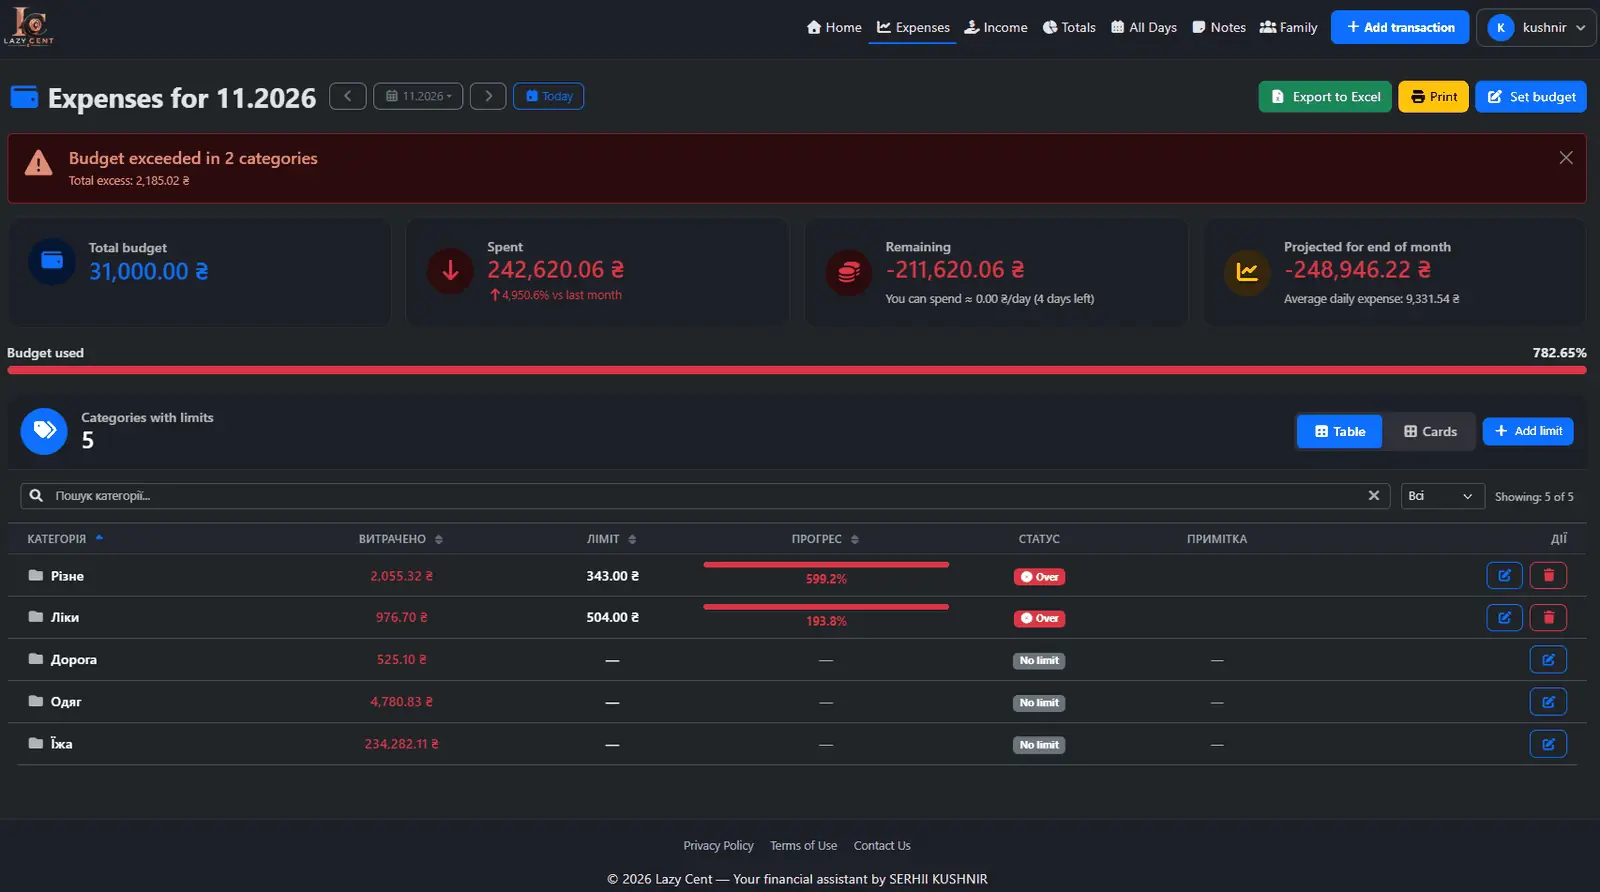 LAZY CENT
Home Expenses Income Totals All Days Notes Family + Add transaction K kushnir
Expenses for 11.2026 11.2026 Today Export to Excel Print Set budget
Budget exceeded in 2 categories
Total excess: 2,185.02 ₴
Total budget
31,000.00 ₴
Spent
242,620.06 ₴
4,950.6% vs last month
Remaining
-211,620.06 ₴
You can spend ≈ 0.00 ₴/day (4 days left)
Projected for end of month
-248,946.22 ₴
Average daily expense: 9,331.54 ₴
Budget used 782.65%
Categories with limits
5
Table Cards + Add limit
Пошук категорії... Всі Showing: 5 of 5
КАТЕГОРІЯ ВИТРАЧЕНО ЛІМІТ ПРОГРЕС СТАТУС ПРИМІТКА ДІЇ
Різне 2,055.32 ₴ 343.00 ₴ 599.2% Over
Ліки 976.70 ₴ 504.00 ₴ 193.8% Over
Дорога 525.10 ₴ — — No limit —
Одяг 4,780.83 ₴ — — No limit —
Їжа 234,282.11 ₴ — — No limit —
Privacy Policy Terms of Use Contact Us
© 2026 Lazy Cent — Your financial assistant by SERHII KUSHNIR